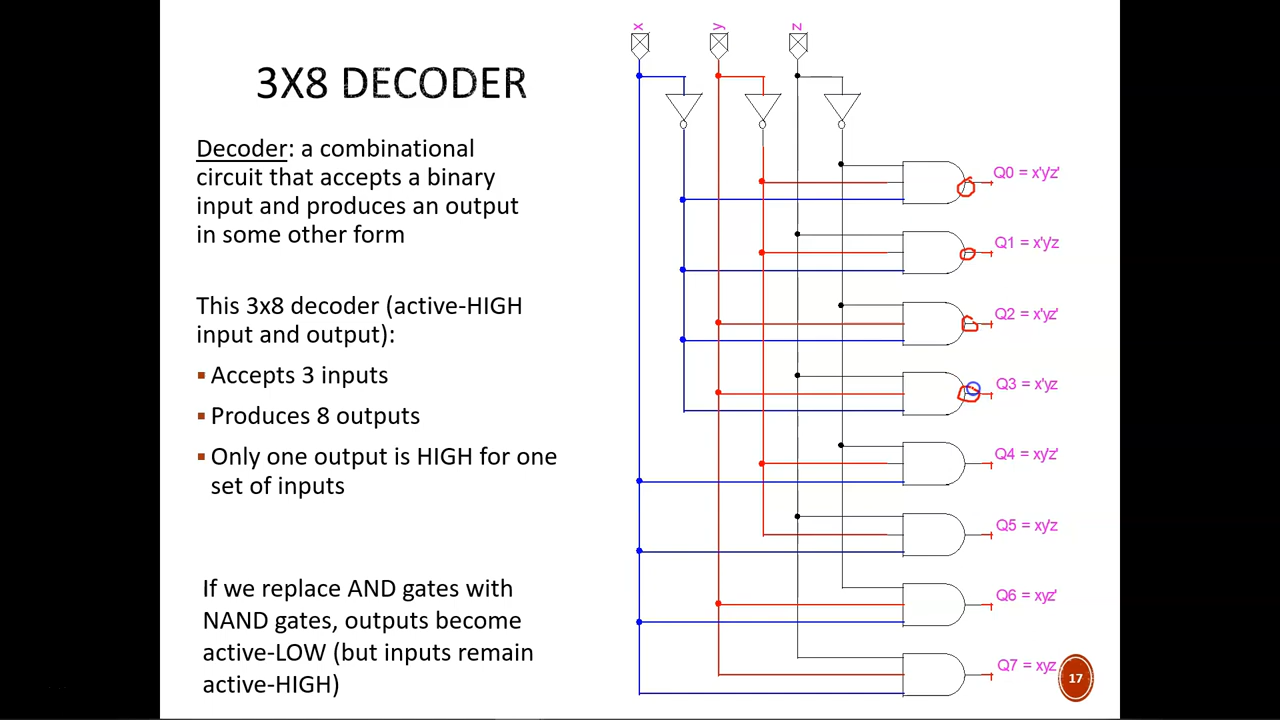 3X8 DECODER
Decoder: a combinational
circuit that accepts a binary
input and produces an output
in some other form
This 3x8 decoder (active-HIGH
input and output):
▪ Accepts 3 inputs
▪ Produces 8 outputs
▪ Only one output is HIGH for one
set of inputs
If we replace AND gates with
NAND gates, outputs become
active-LOW (but inputs remain
active-HIGH)
x y z
Q0 = x'y'z'
Q1 = x'y'z
Q2 = x'yz'
Q3 = x'yz
Q4 = xy'z'
Q5 = xy'z
Q6 = xyz'
Q7 = xyz
17